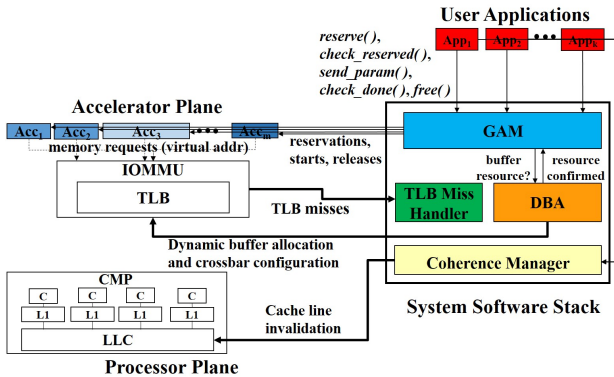 User Applications
reserve( ),
check_reserved( ),
send_param( ),
check_done( ), free( )
App1 App2 ••• Appk
Accelerator Plane
Acc1 Acc2 Acc3 ••• Accm
memory requests (virtual addr)
reservations,
starts, releases
GAM
buffer
resource?
resource
confirmed
IOMMU
TLB
TLB misses
TLB Miss
Handler
DBA
Dynamic buffer allocation
and crossbar configuration
Coherence Manager
CMP
C C C C
L1 L1 L1 L1
LLC
Cache line
invalidation
System Software Stack
Processor Plane